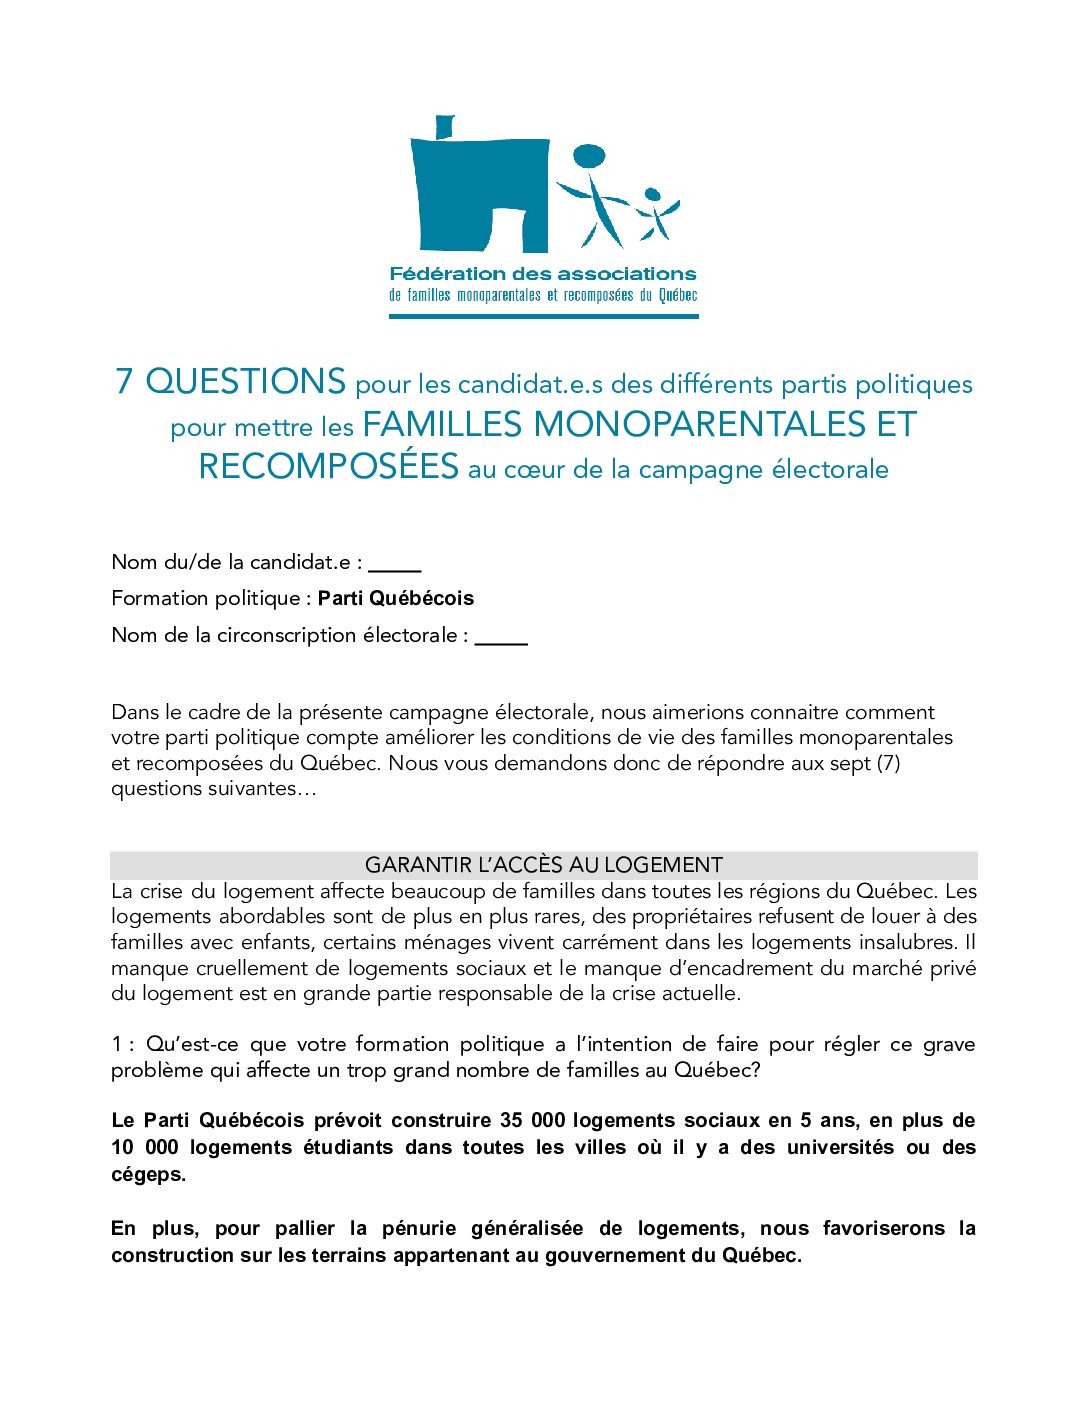 Fédération des associations
de familles monoparentales et recomposées du Québec
7 QUESTIONS pour les candidat.e.s des différents partis politiques
pour mettre les FAMILLES MONOPARENTALES ET
RECOMPOSÉES au cœur de la campagne électorale
Nom du/de la candidat.e : _____
Formation politique : Parti Québécois
Nom de la circonscription électorale : _____
Dans le cadre de la présente campagne électorale, nous aimerions connaitre comment
votre parti politique compte améliorer les conditions de vie des familles monoparentales
et recomposées du Québec. Nous vous demandons donc de répondre aux sept (7)
questions suivantes…
GARANTIR L’ACCÈS AU LOGEMENT
La crise du logement affecte beaucoup de familles dans toutes les régions du Québec. Les
logements abordables sont de plus en plus rares, des propriétaires refusent de louer à des
familles avec enfants, certains ménages vivent carrément dans les logements insalubres. Il
manque cruellement de logements sociaux et le manque d’encadrement du marché privé
du logement est en grande partie responsable de la crise actuelle.
1 : Qu’est-ce que votre formation politique a l’intention de faire pour régler ce grave
problème qui affecte un trop grand nombre de familles au Québec?
Le Parti Québécois prévoit construire 35 000 logements sociaux en 5 ans, en plus de
10 000 logements étudiants dans toutes les villes où il y a des universités ou des
cégeps.
En plus, pour pallier la pénurie généralisée de logements, nous favoriserons la
construction sur les terrains appartenant au gouvernement du Québec.